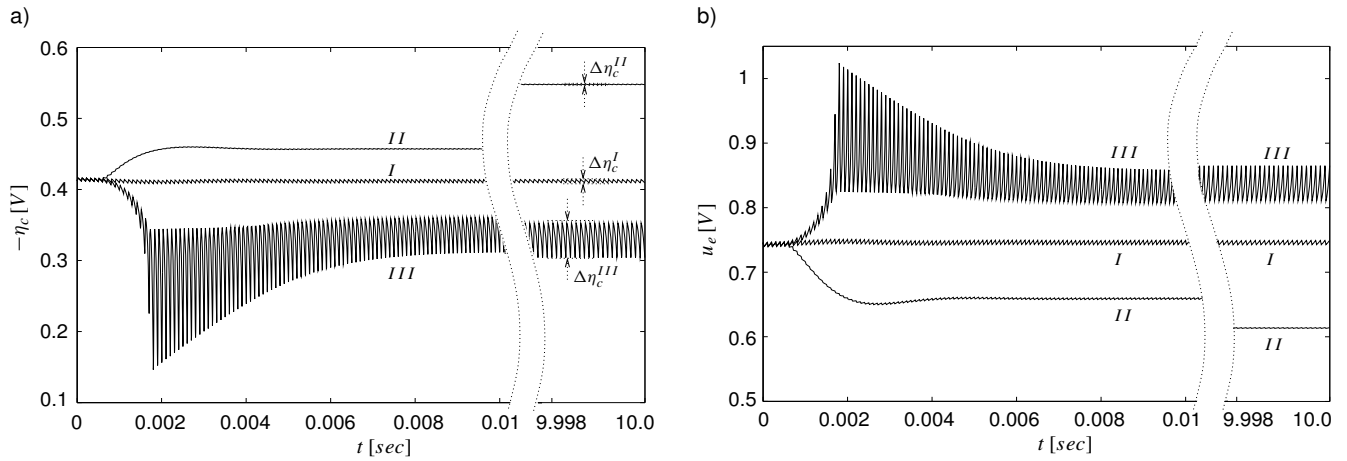 a)
−η_c [V]
0.6
0.5
0.4
0.3
0.2
0.1
0
0.002
0.004
0.006
0.008
0.01
9.998
10.0
t [sec]
II
I
III
Δη_c^{II}
Δη_c^{I}
Δη_c^{III}
b)
u_e [V]
1
0.9
0.8
0.7
0.6
0.5
0
0.002
0.004
0.006
0.008
0.01
9.998
10.0
t [sec]
III
III
I
I
II
II